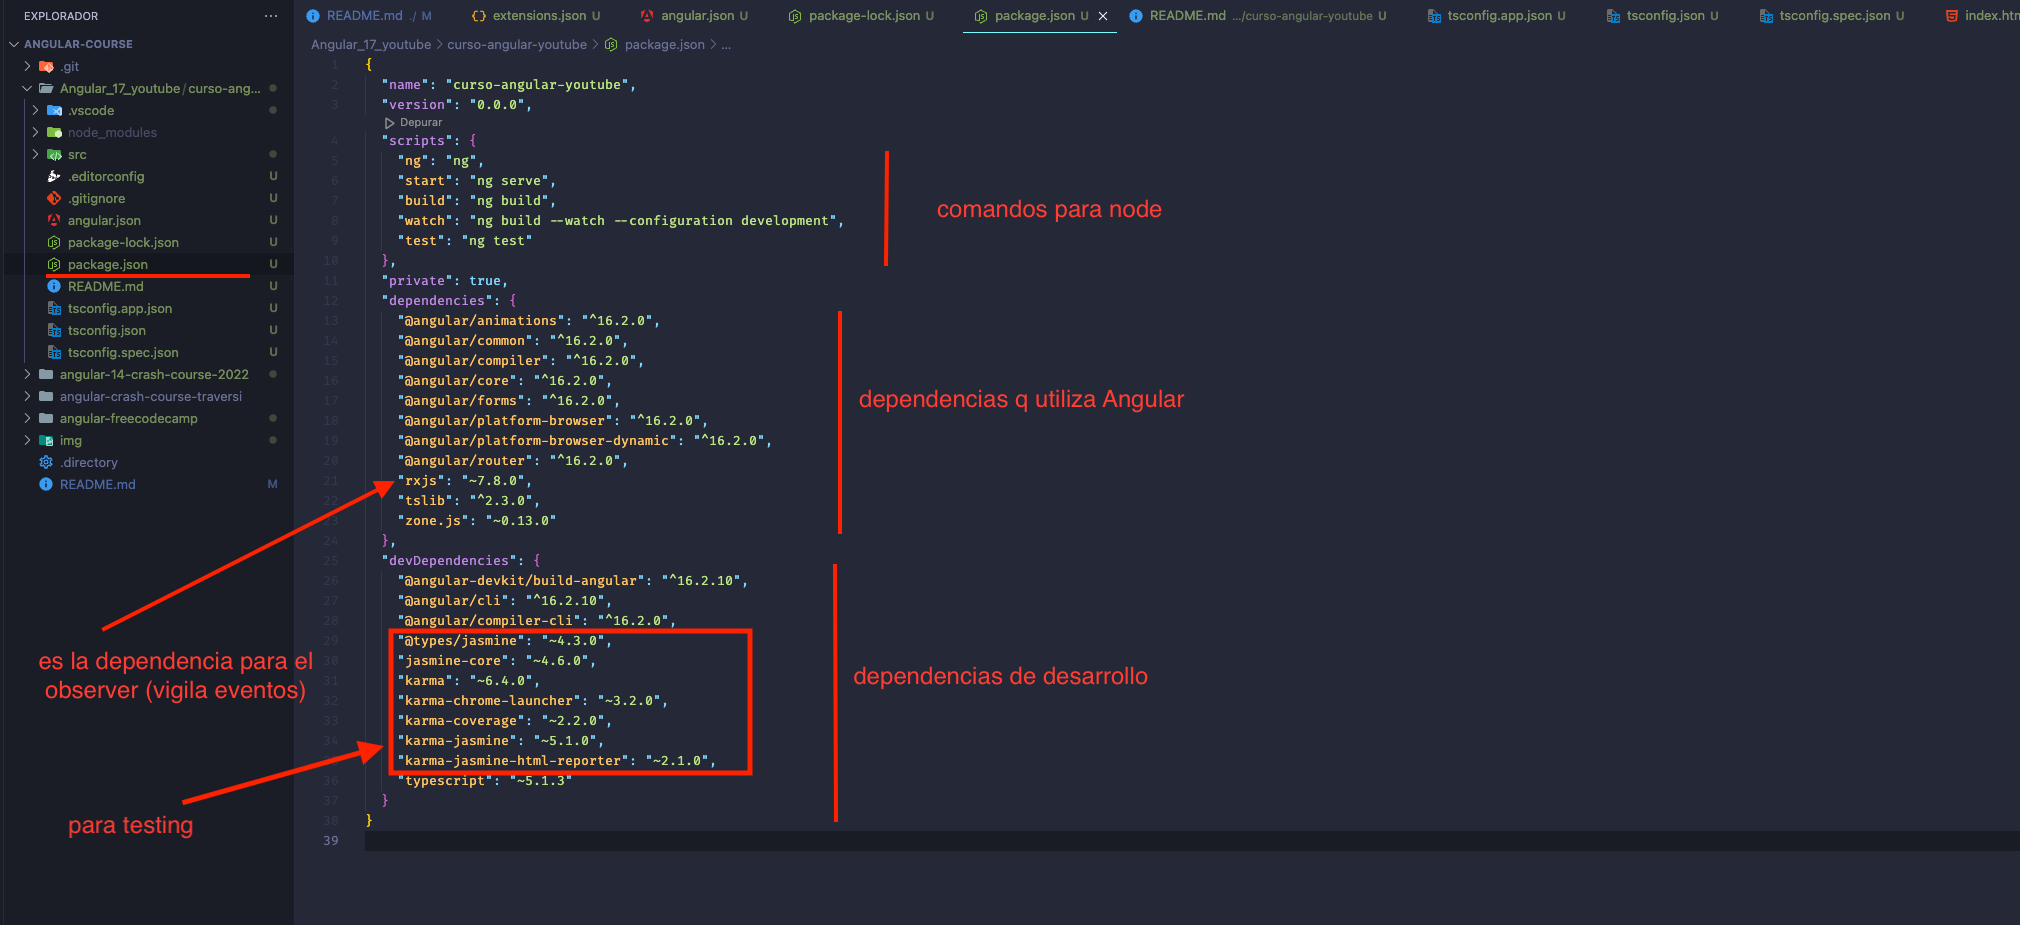 EXPLORADOR
ANGULAR-COURSE
.git
Angular_17_youtube / curso-ang...
.vscode
node_modules
src
.editorconfig U
.gitignore U
angular.json U
package-lock.json U
package.json U
README.md U
tsconfig.app.json U
tsconfig.json U
tsconfig.spec.json U
angular-14-crash-course-2022
angular-crash-course-traversi
angular-freecodecamp
img
.directory
README.md M
README.md ./ M
extensions.json U
angular.json U
package-lock.json U
package.json U
README.md .../curso-angular-youtube U
tsconfig.app.json U
tsconfig.json U
tsconfig.spec.json U
index.htm
Angular_17_youtube > curso-angular-youtube > package.json > ...
1 {
2 "name": "curso-angular-youtube",
3 "version": "0.0.0",
Depurar
4 "scripts": {
5 "ng": "ng",
6 "start": "ng serve",
7 "build": "ng build",
8 "watch": "ng build --watch --configuration development",
9 "test": "ng test"
10 },
11 "private": true,
12 "dependencies": {
13 "@angular/animations": "^16.2.0",
14 "@angular/common": "^16.2.0",
15 "@angular/compiler": "^16.2.0",
16 "@angular/core": "^16.2.0",
17 "@angular/forms": "^16.2.0",
18 "@angular/platform-browser": "^16.2.0",
19 "@angular/platform-browser-dynamic": "^16.2.0",
20 "@angular/router": "^16.2.0",
21 "rxjs": "~7.8.0",
22 "tslib": "^2.3.0",
23 "zone.js": "~0.13.0"
24 },
25 "devDependencies": {
26 "@angular-devkit/build-angular": "^16.2.10",
27 "@angular/cli": "^16.2.10",
28 "@angular/compiler-cli": "^16.2.0",
29 "@types/jasmine": "~4.3.0",
30 "jasmine-core": "~4.6.0",
31 "karma": "~6.4.0",
32 "karma-chrome-launcher": "~3.2.0",
33 "karma-coverage": "~2.2.0",
34 "karma-jasmine": "~5.1.0",
"karma-jasmine-html-reporter": "~2.1.0",
36 "typescript": "~5.1.3"
37 }
38 }
39
comandos para node
dependencias q utiliza Angular
dependencias de desarrollo
es la dependencia para el
observer (vigila eventos)
para testing